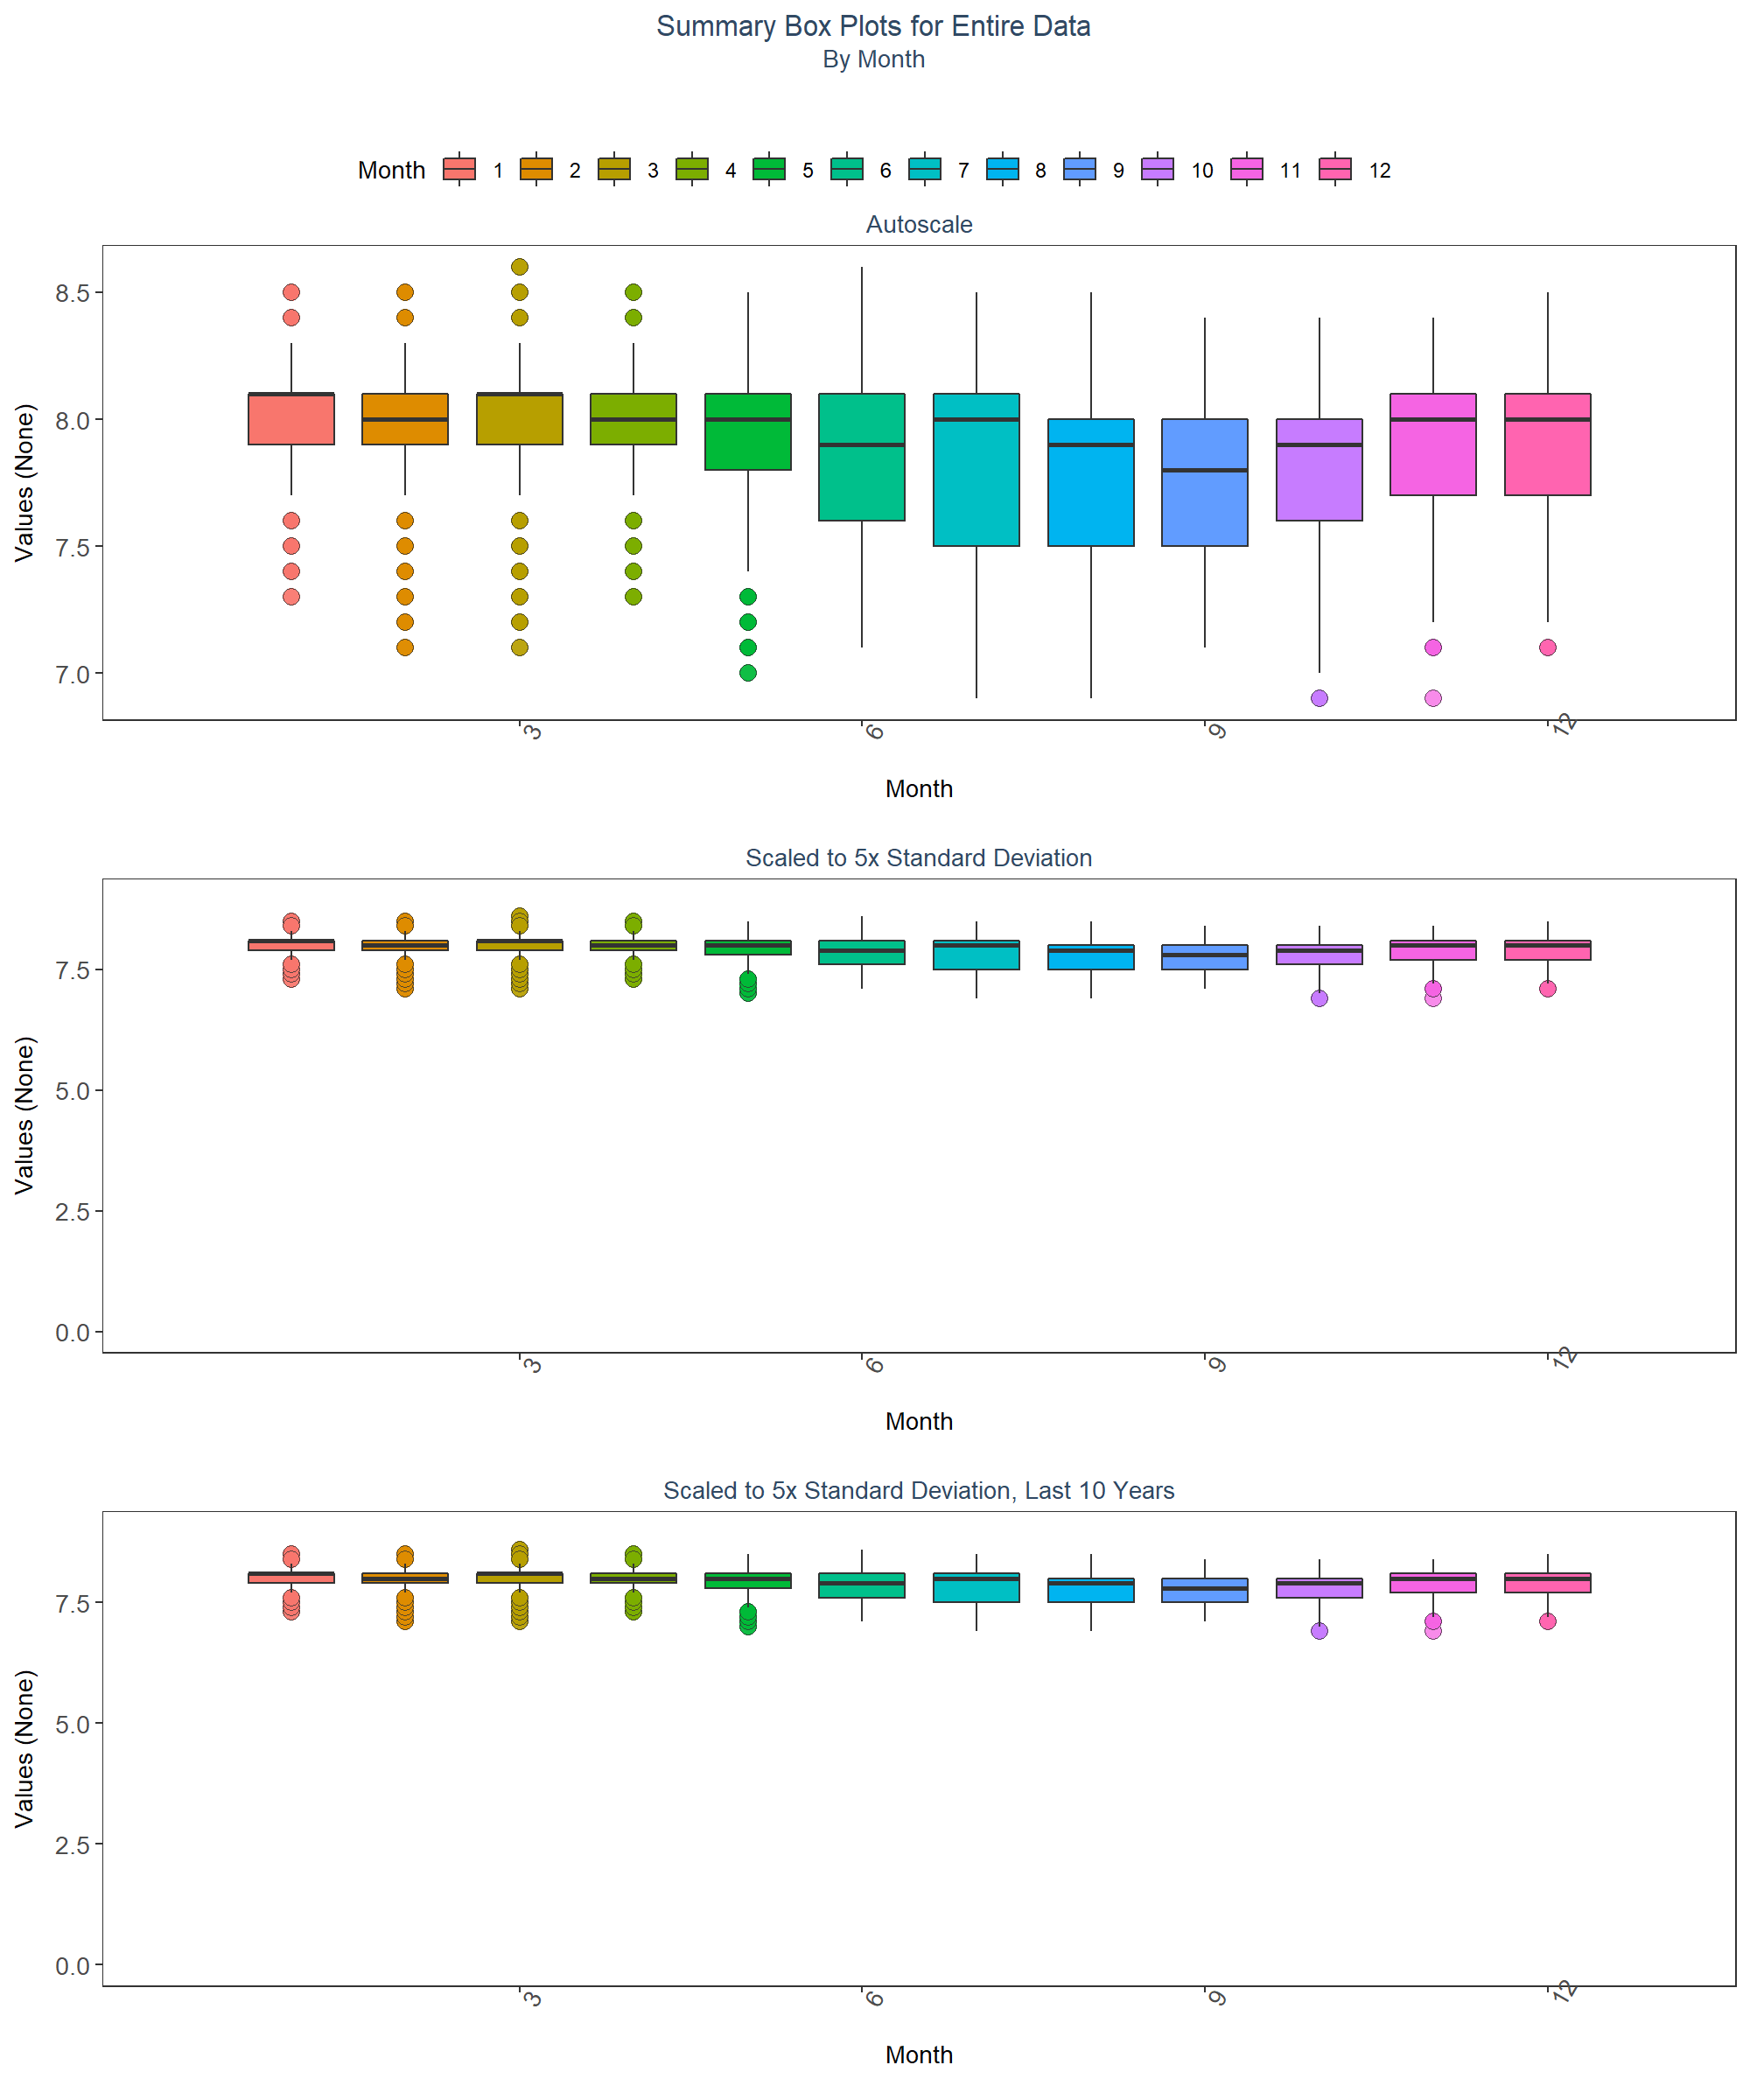 Summary Box Plots for Entire Data
By Month
Month 1 2 3 4 5 6 7 8 9 10 11 12
Autoscale
Values (None)
8.5
8.0
7.5
7.0
3 6 9 12
Month
Scaled to 5x Standard Deviation
Values (None)
7.5
5.0
2.5
0.0
3 6 9 12
Month
Scaled to 5x Standard Deviation, Last 10 Years
Values (None)
7.5
5.0
2.5
0.0
3 6 9 12
Month